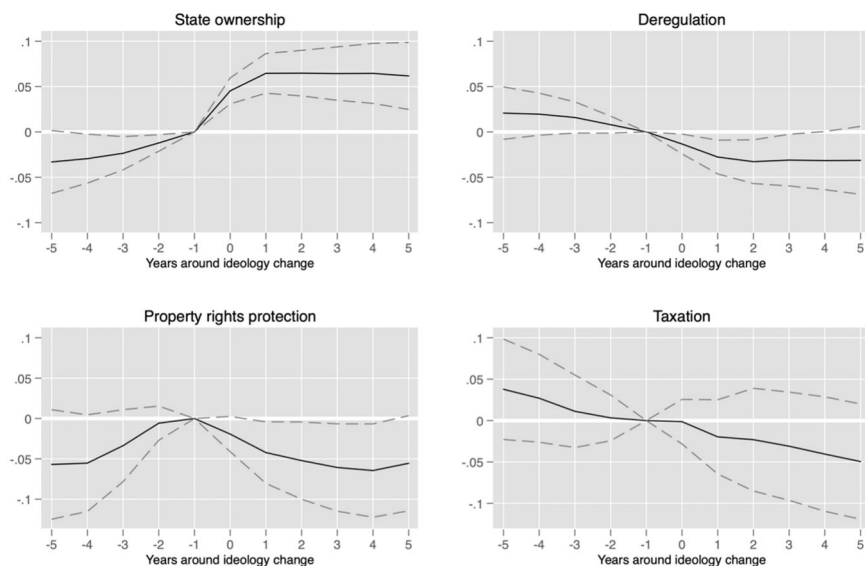 State ownership
.1
.05
0
-.05
-.1
-5 -4 -3 -2 -1 0 1 2 3 4 5
Years around ideology change
Deregulation
.1
.05
0
-.05
-.1
-5 -4 -3 -2 -1 0 1 2 3 4 5
Years around ideology change
Property rights protection
.1
.05
0
-.05
-.1
-5 -4 -3 -2 -1 0 1 2 3 4 5
Years around ideology change
Taxation
.1
.05
0
-.05
-.1
-5 -4 -3 -2 -1 0 1 2 3 4 5
Years around ideology change